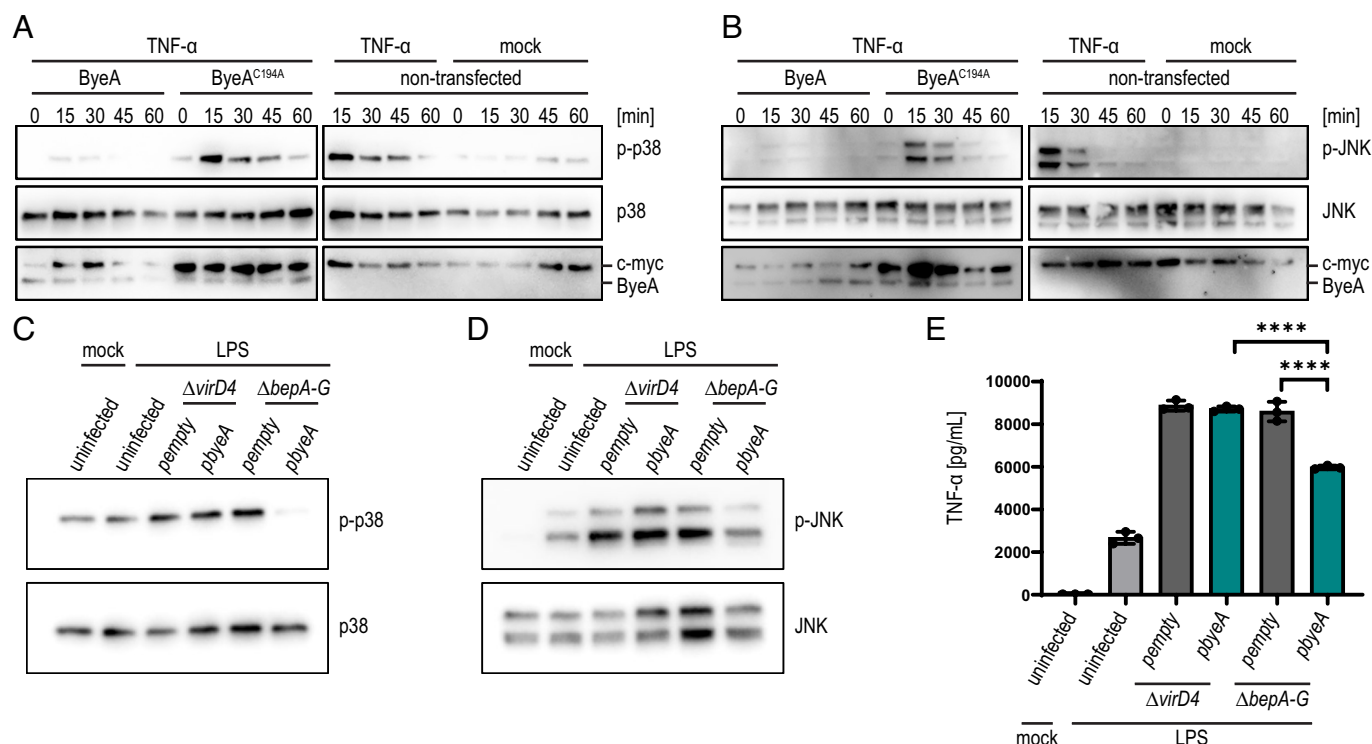 A
TNF-α TNF-α mock
ByeA ByeA^C194A non-transfected
0 15 30 45 60 0 15 30 45 60 15 30 45 60 0 15 30 45 60 [min]
p-p38
p38
c-myc
ByeA
B
TNF-α TNF-α mock
ByeA ByeA^C194A non-transfected
0 15 30 45 60 0 15 30 45 60 15 30 45 60 0 15 30 45 60 [min]
p-JNK
JNK
c-myc
ByeA
C
mock LPS
ΔvirD4 ΔbepA-G
uninfected uninfected pempty pbyeA pempty pbyeA
p-p38
p38
D
mock LPS
ΔvirD4 ΔbepA-G
uninfected uninfected pempty pbyeA pempty pbyeA
p-JNK
JNK
E
****
****
TNF-α [pg/mL]
10000
8000
6000
4000
2000
0
uninfected uninfected pempty pbyeA pempty pbyeA
ΔvirD4 ΔbepA-G
mock LPS